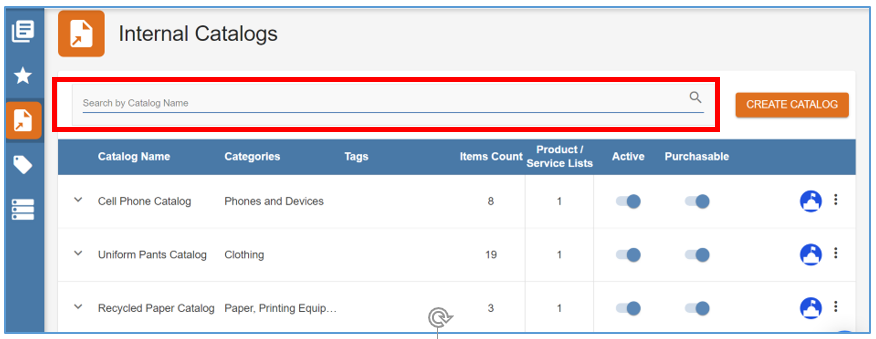 Internal Catalogs
Search by Catalog Name
CREATE CATALOG
Catalog Name Categories Tags Items Count Product / Service Lists Active Purchasable
Cell Phone Catalog Phones and Devices 8 1
Uniform Pants Catalog Clothing 19 1
Recycled Paper Catalog Paper, Printing Equip… 3 1